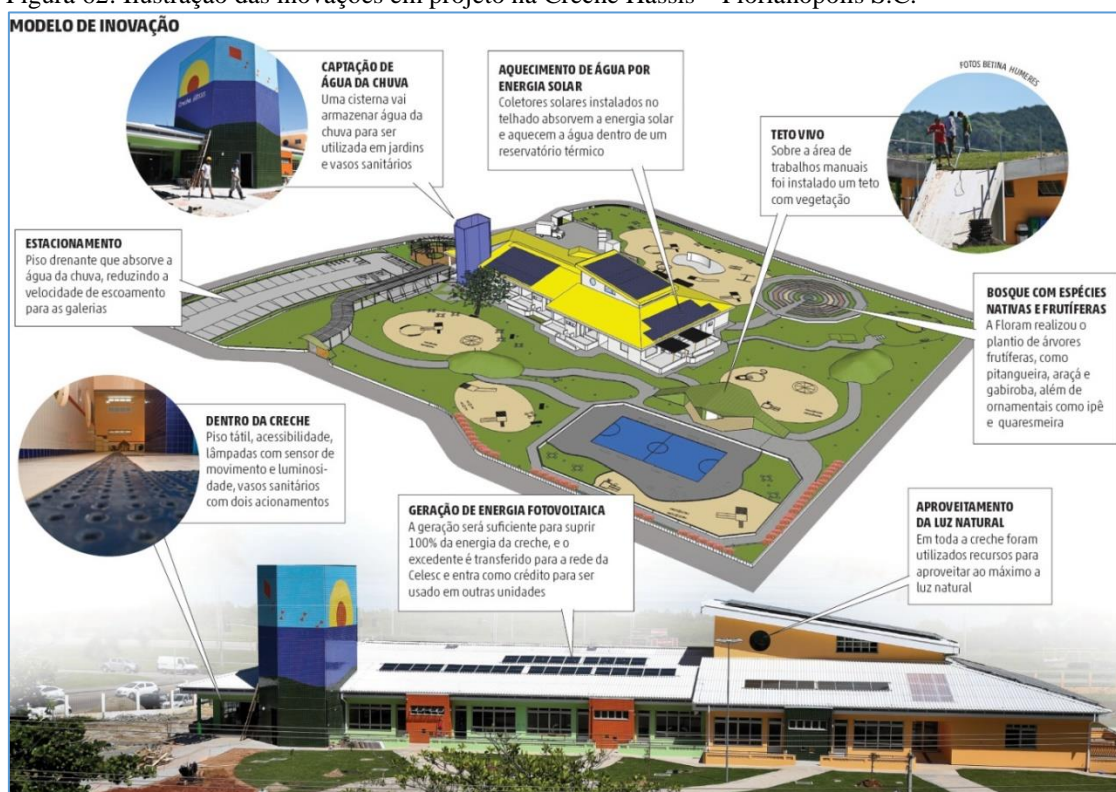 Figura 62: Ilustração das inovações em projeto na Creche Hassis – Florianópolis S.C.
MODELO DE INOVAÇÃO
CAPTAÇÃO DE
ÁGUA DA CHUVA
Uma cisterna vai
armazenar água da
chuva para ser
utilizada em jardins
e vasos sanitários
AQUECIMENTO DE ÁGUA POR
ENERGIA SOLAR
Coletores solares instalados no
telhado absorvem a energia solar
e aquecem a água dentro de um
reservatório térmico
FOTOS BETINA HUMERES
TETO VIVO
Sobre a área de
trabalhos manuais
foi instalado um teto
com vegetação
ESTACIONAMENTO
Piso drenante que absorve a
água da chuva, reduzindo a
velocidade de escoamento
para as galerias
BOSQUE COM ESPÉCIES
NATIVAS E FRUTÍFERAS
A Floram realizou o
plantio de árvores
frutíferas, como
pitangueira, araçá e
gabiroba, além de
ornamentais como ipê
e quaresmeira
DENTRO DA CRECHE
Piso tátil, acessibilidade,
lâmpadas com sensor de
movimento e luminosi-
dade, vasos sanitários
com dois acionamentos
GERAÇÃO DE ENERGIA FOTOVOLTAICA
A geração será suficiente para suprir
100% da energia da creche, e o
excedente é transferido para a rede da
Celesc e entra como crédito para ser
usado em outras unidades
APROVEITAMENTO
DA LUZ NATURAL
Em toda a creche foram
utilizados recursos para
aproveitar ao máximo a
luz natural